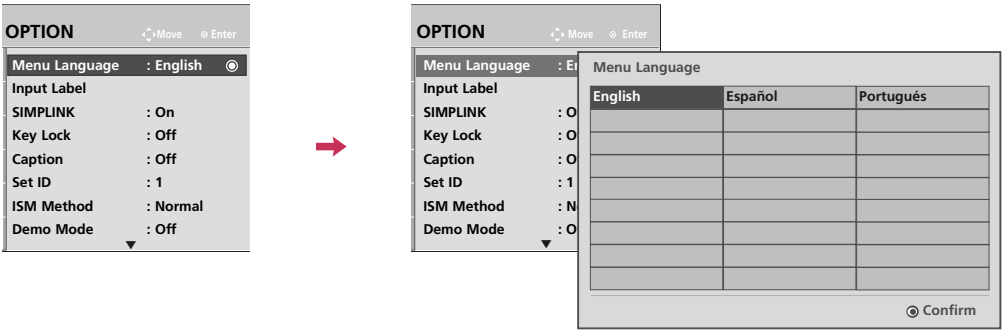 OPTION Move Enter
Menu Language : English
Input Label
SIMPLINK : On
Key Lock : Off
Caption : Off
Set ID : 1
ISM Method : Normal
Demo Mode : Off
OPTION Move Enter
Menu Language : E
Input Label
SIMPLINK : O
Key Lock : O
Caption : O
Set ID : 1
ISM Method : N
Demo Mode : O
Menu Language
English Español Portugués
Confirm